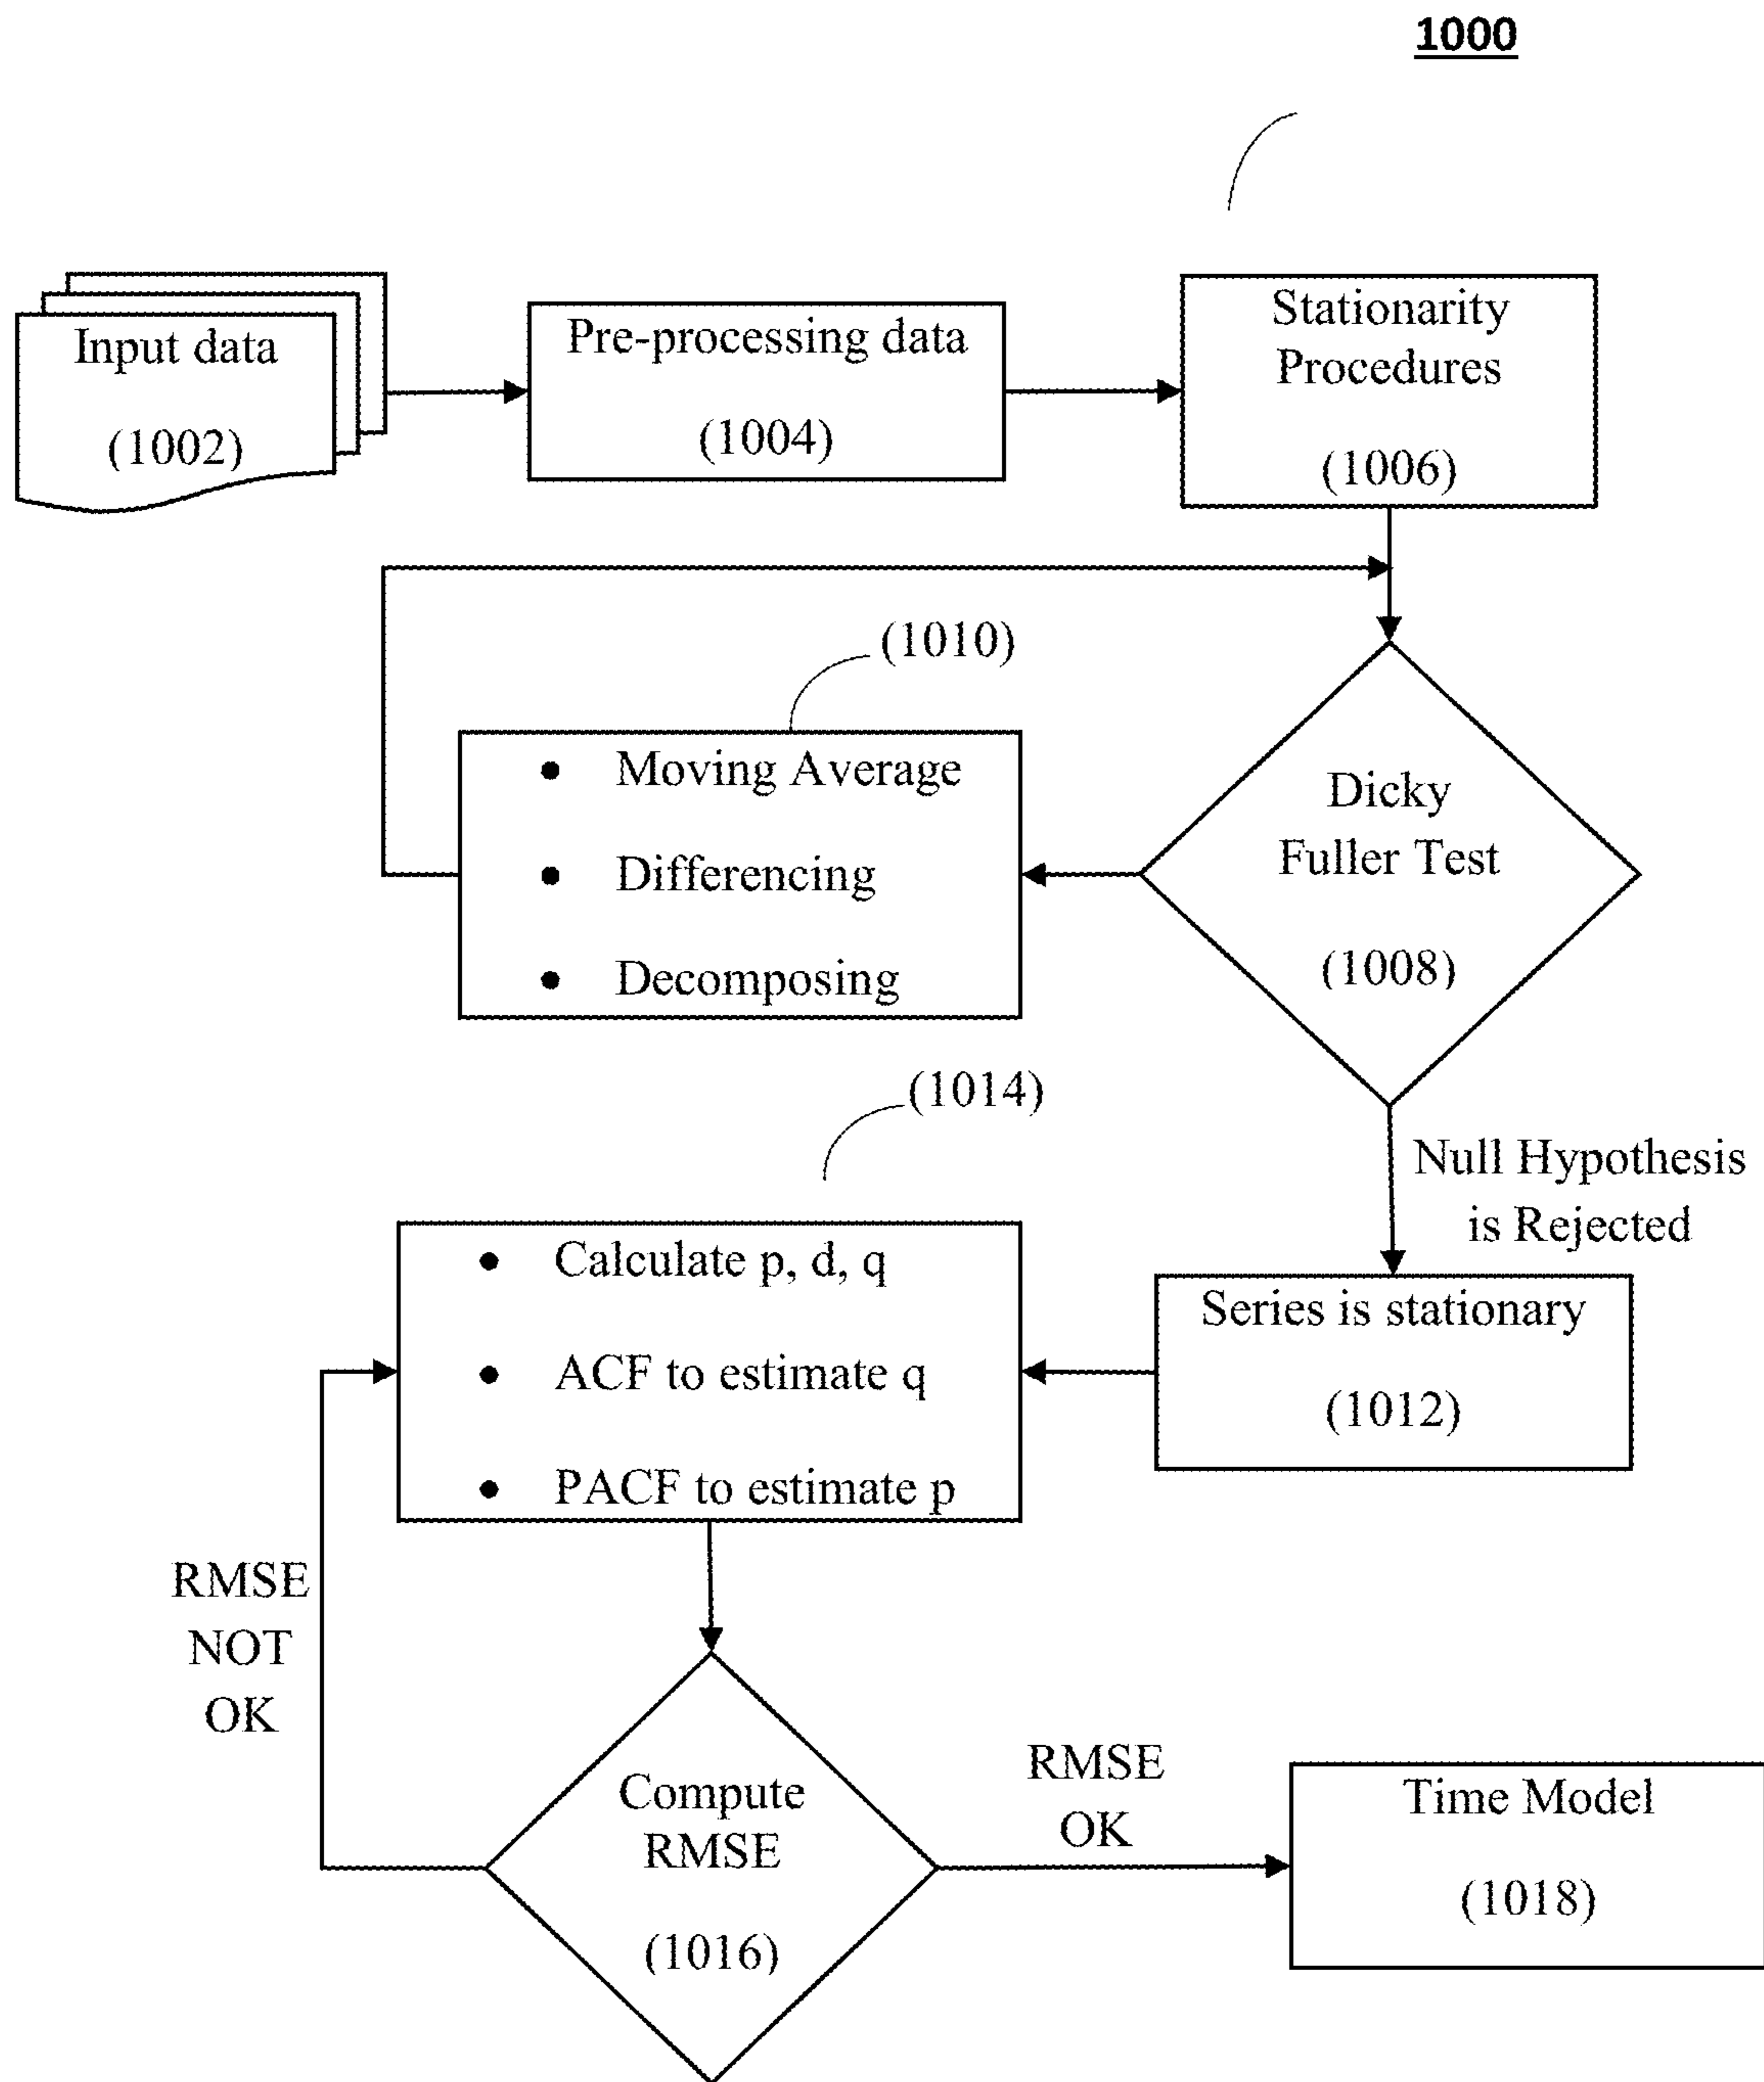 1000
Input data
(1002)
Pre-processing data
(1004)
Stationarity
Procedures
(1006)
(1010)
• Moving Average
• Differencing
• Decomposing
Dicky
Fuller Test
(1008)
Null Hypothesis
is Rejected
(1014)
• Calculate p, d, q
• ACF to estimate q
• PACF to estimate p
Series is stationary
(1012)
RMSE
NOT
OK
Compute
RMSE
(1016)
RMSE
OK
Time Model
(1018)